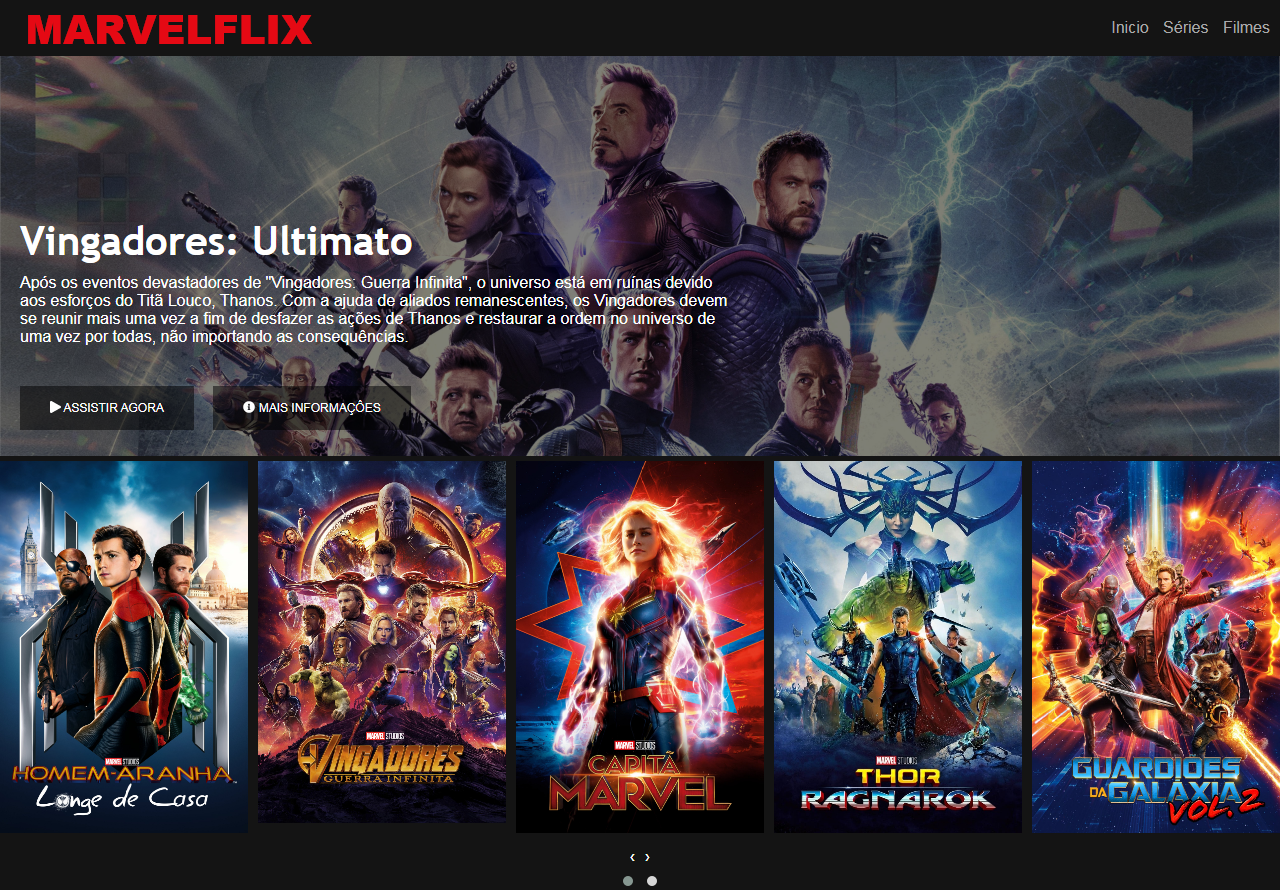 MARVELFLIX
Inicio Séries Filmes
Vingadores: Ultimato
Após os eventos devastadores de "Vingadores: Guerra Infinita", o universo está em ruínas devido
aos esforços do Titã Louco, Thanos. Com a ajuda de aliados remanescentes, os Vingadores devem
se reunir mais uma vez a fim de desfazer as ações de Thanos e restaurar a ordem no universo de
uma vez por todas, não importando as consequências.
ASSISTIR AGORA
MAIS INFORMAÇÕES
MARVEL STUDIOS
HOMEM-ARANHA
Longe de Casa
MARVEL STUDIOS
VINGADORES
GUERRA INFINITA
MARVEL STUDIOS
CAPITÃ
MARVEL
MARVEL STUDIOS
THOR
RAGNAROK
GUARDIÕES
DA GALÁXIA
VOL. 2
‹ ›